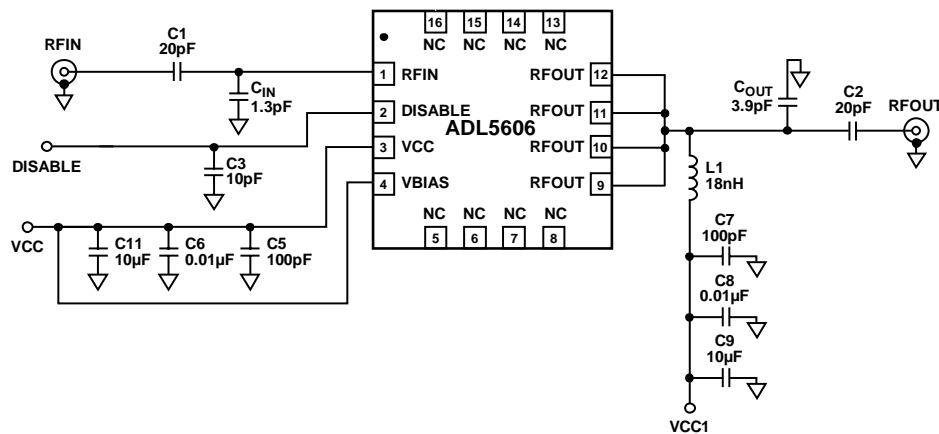 16 15 14 13
NC NC NC NC
RFIN
C1
20pF
1 RFIN
CIN
1.3pF
2 DISABLE
ADL5606
3 VCC
4 VBIAS
DISABLE
C3
10pF
VCC
C11
10µF
C6
0.01µF
C5
100pF
NC NC NC NC
5 6 7 8
RFOUT 12
RFOUT 11
RFOUT 10
RFOUT 9
COUT
3.9pF
C2
20pF
RFOUT
L1
18nH
C7
100pF
C8
0.01µF
C9
10µF
VCC1